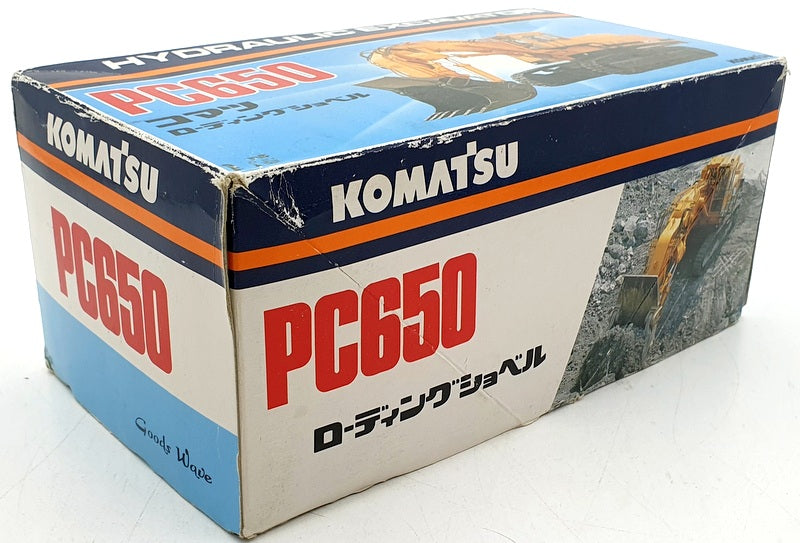 HYDRAULIC EXCAVATOR
PC650
コマツ
ローディングショベル
KOMATSU
KOMATSU
PC650
Goods Wave
KOMATSU
PC650
ローディングショベル